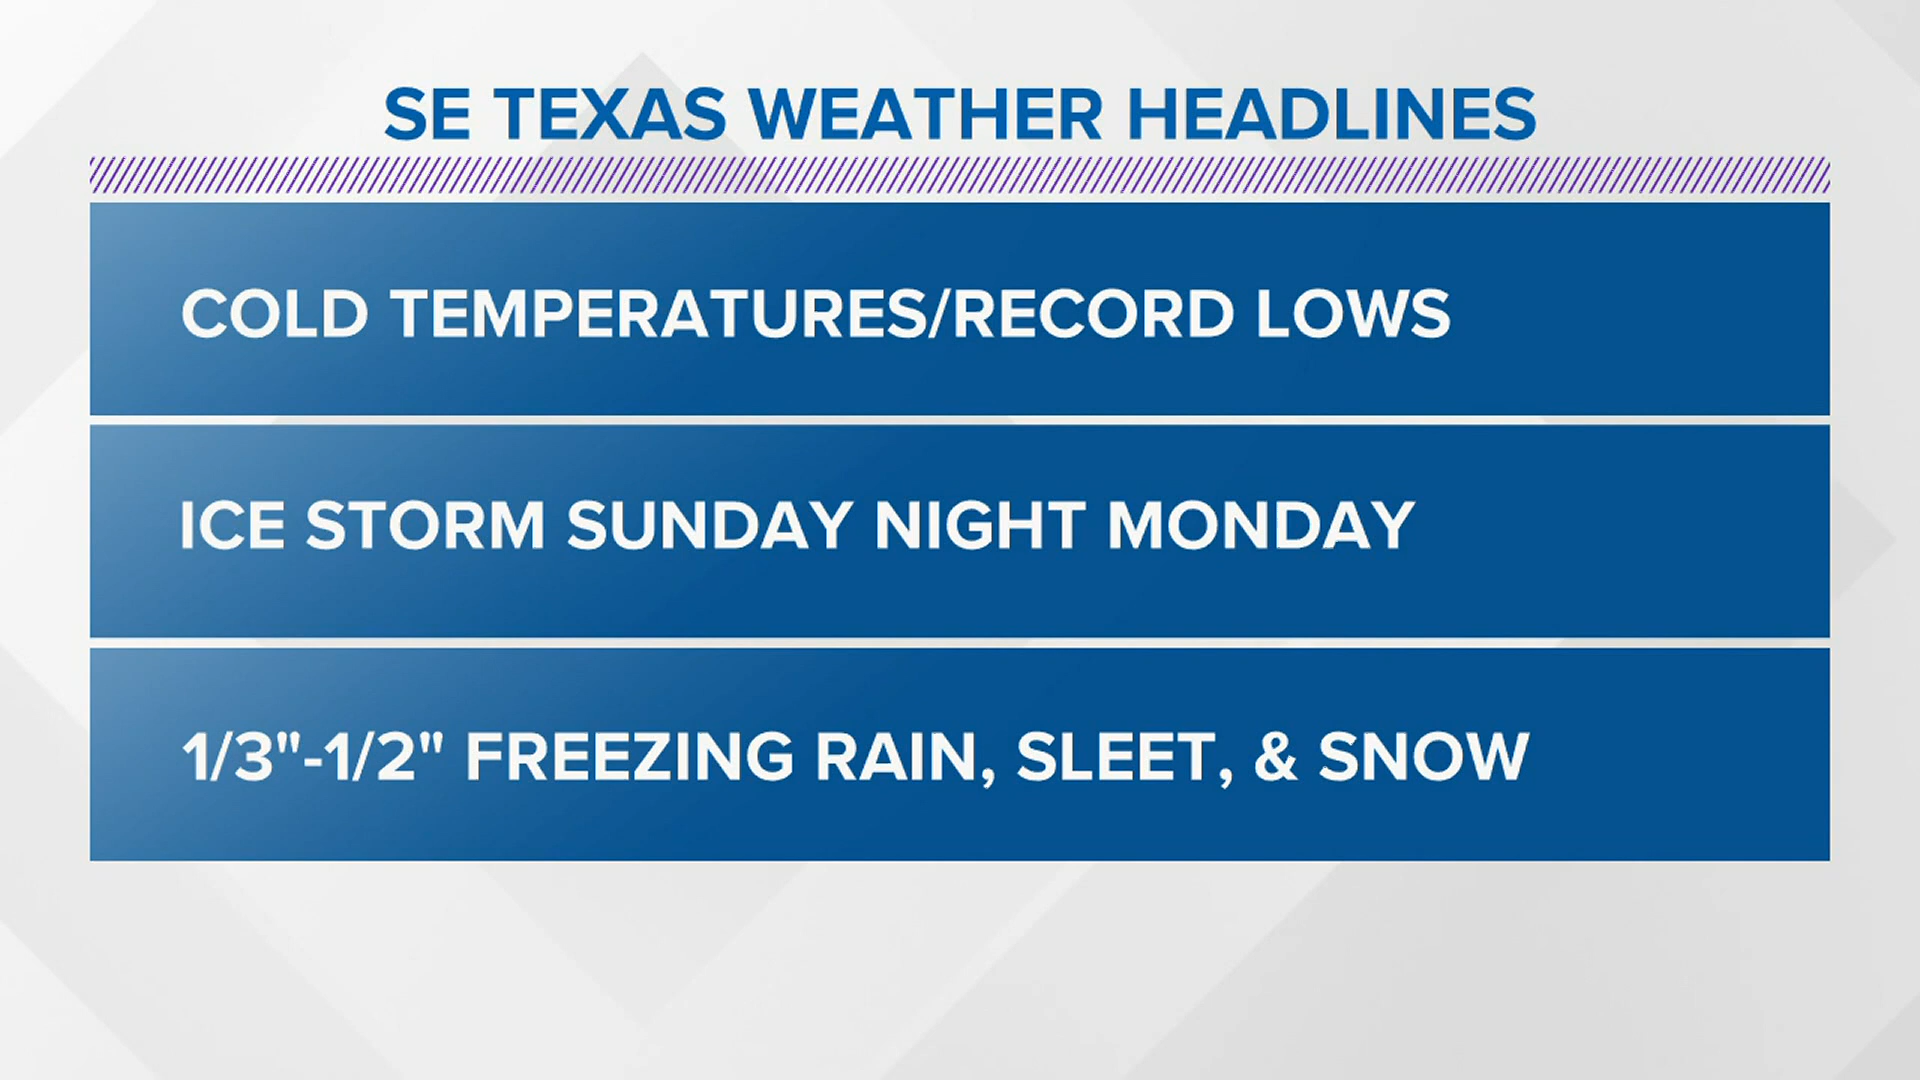 SE TEXAS WEATHER HEADLINES
COLD TEMPERATURES/RECORD LOWS
ICE STORM SUNDAY NIGHT MONDAY
1/3"-1/2" FREEZING RAIN, SLEET, & SNOW